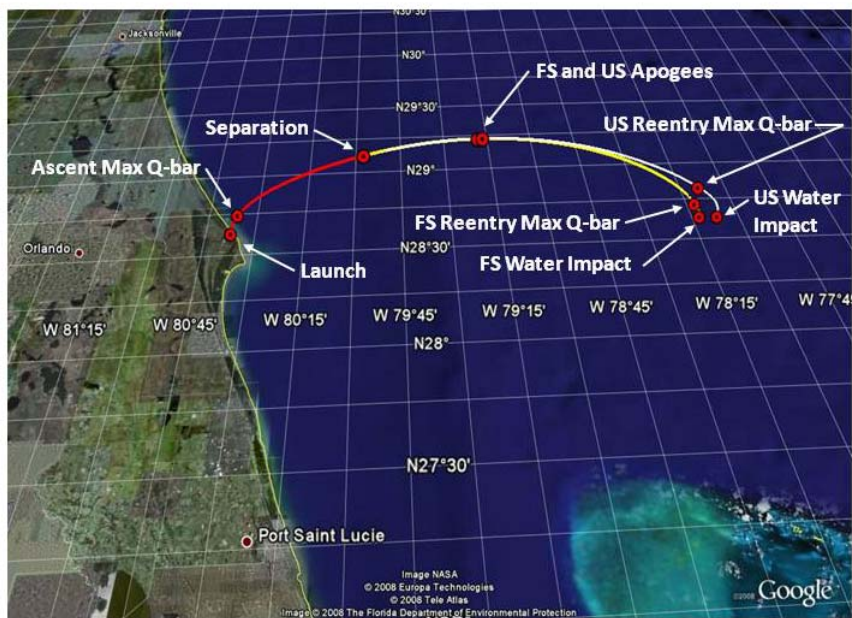 N30°30'
Jacksonville
N30°
FS and US Apogees
N29°30'
US Reentry Max Q-bar
Separation
Ascent Max Q-bar
N29°
US Water
Impact
FS Reentry Max Q-bar
Orlando
N28°30'
FS Water Impact
Launch
W 81°15'
W 80°45'
W 80°15'
W 79°45'
W 79°15'
W 78°45'
W 78°15'
W 77°45
N28°
N27°30'
Port Saint Lucie
Image NASA
© 2008 Europa Technologies
© 2008 Tele Atlas
Image © 2008 The Florida Department of Environmental Protection
©2008 Google